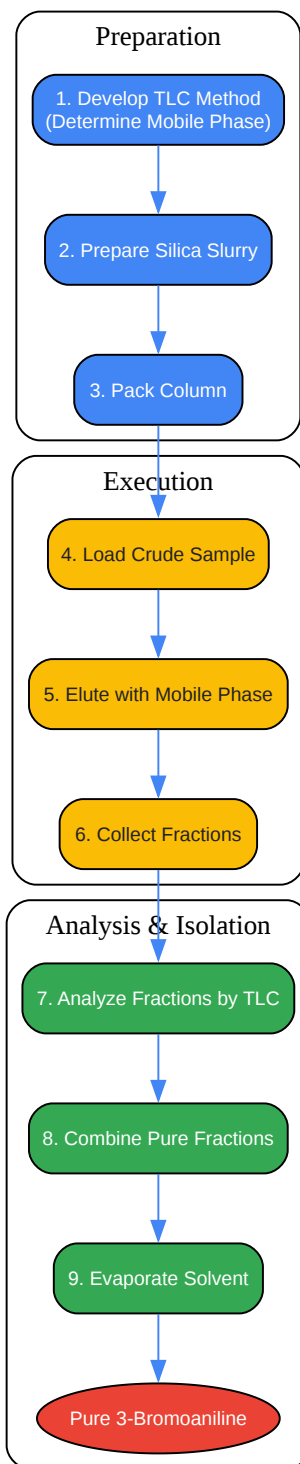 Preparation
1. Develop TLC Method
(Determine Mobile Phase)
2. Prepare Silica Slurry
3. Pack Column
Execution
4. Load Crude Sample
5. Elute with Mobile Phase
6. Collect Fractions
Analysis & Isolation
7. Analyze Fractions by TLC
8. Combine Pure Fractions
9. Evaporate Solvent
Pure 3-Bromoaniline